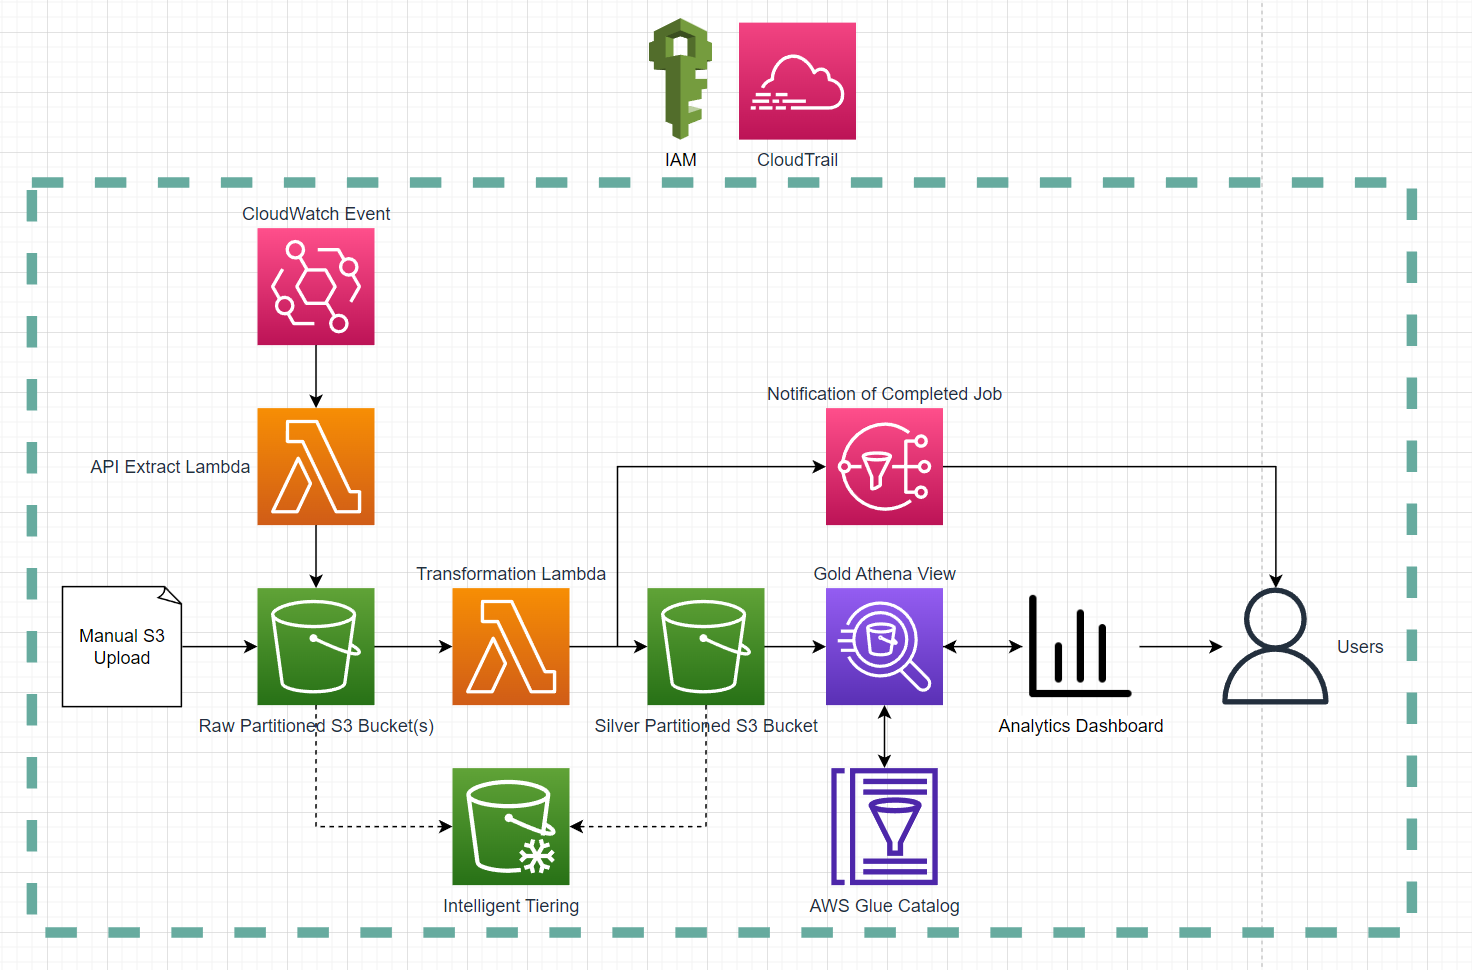 IAM
CloudTrail
CloudWatch Event
Notification of Completed Job
API Extract Lambda
Transformation Lambda
Gold Athena View
Manual S3
Upload
Users
Raw Partitioned S3 Bucket(s)
Silver Partitioned S3 Bucket
Analytics Dashboard
Intelligent Tiering
AWS Glue Catalog